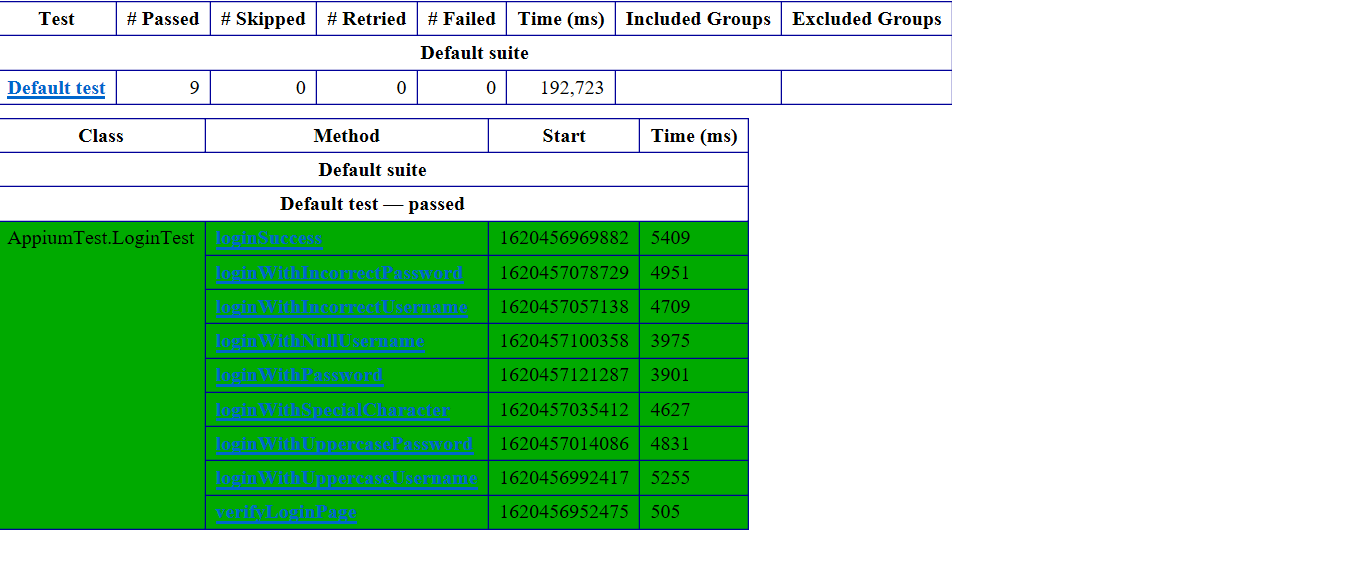 Test # Passed # Skipped # Retried # Failed Time (ms) Included Groups Excluded Groups
Default suite
Default test 9 0 0 0 192,723
Class Method Start Time (ms)
Default suite
Default test — passed
AppiumTest.LoginTest loginSuccess 1620456969882 5409
loginWithIncorrectPassword 1620457078729 4951
loginWithIncorrectUsername 1620457057138 4709
loginWithNullUsername 1620457100358 3975
loginWithPassword 1620457121287 3901
loginWithSpecialCharacter 1620457035412 4627
loginWithUppercasePassword 1620457014086 4831
loginWithUppercaseUsername 1620456992417 5255
verifyLoginPage 1620456952475 505